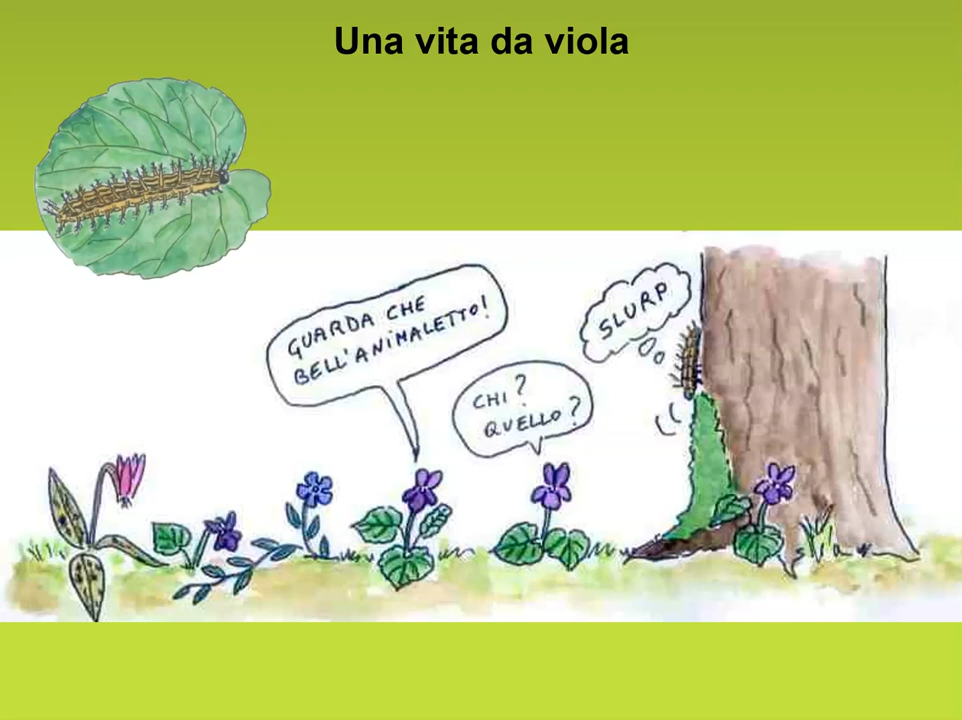 Una vita da viola
GUARDA CHE
BELL'ANIMALETTO!
CHI?
QUELLO?
SLURP